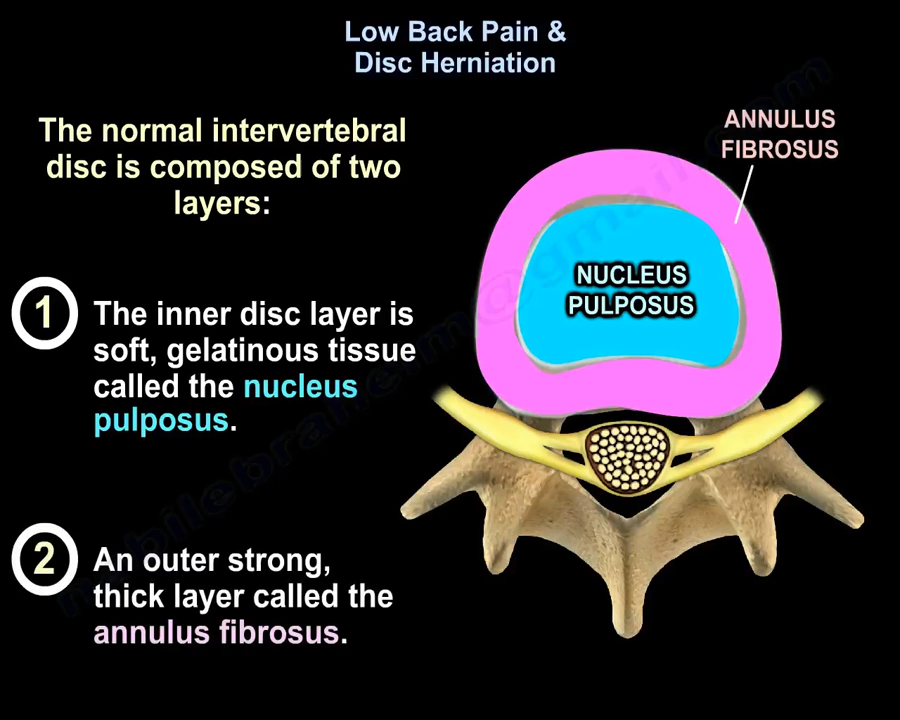 Low Back Pain &
Disc Herniation
The normal intervertebral
disc is composed of two
layers:
1
The inner disc layer is
soft, gelatinous tissue
called the nucleus
pulposus.
2
An outer strong,
thick layer called the
annulus fibrosus.
ANNULUS
FIBROSUS
NUCLEUS
PULPOSUS